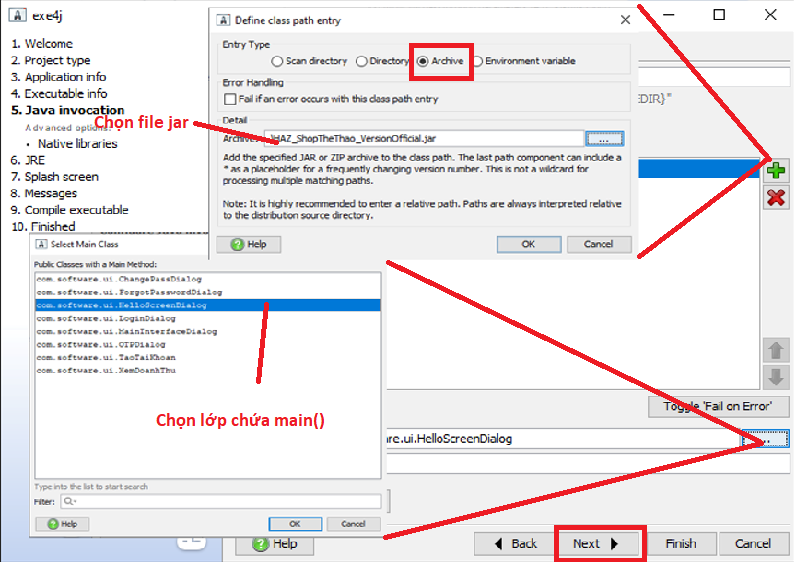 exe4j
1. Welcome
2. Project type
3. Application info
4. Executable info
5. Java invocation
Advanced options:
• Native libraries
6. JRE
7. Splash screen
8. Messages
9. Compile executable
10. Finished
Define class path entry
Entry Type
Scan directory
Directory
Archive
Environment variable
Error Handling
Fail if an error occurs with this class path entry
Chọn file jar
Detail
Archive:
.\HAZ_ShopTheThao_VersionOfficial.jar
...
Add the specified JAR or ZIP archive to the class path. The last path component can include a
* as a placeholder for a frequently changing version number. This is not a wildcard for
processing multiple matching paths.
Note: It is highly recommended to enter a relative path. Paths are always interpreted relative
to the distribution source directory.
Help
OK
Cancel
DIR}"
Select Main Class
Public Classes with a Main Method:
com.software.ui.ChangePassDialog
com.software.ui.ForgotPasswordDialog
com.software.ui.HelloScreenDialog
com.software.ui.LoginDialog
com.software.ui.MainInterfaceDialog
com.software.ui.OTPDialog
com.software.ui.TaoTaiKhoan
com.software.ui.XemDoanhThu
Chọn lớp chứa main()
Type into the list to start search
Filter:
Help
OK
Cancel
Toggle 'Fail on Error'
re.ui.HelloScreenDialog
...
Help
Back
Next
Finish
Cancel